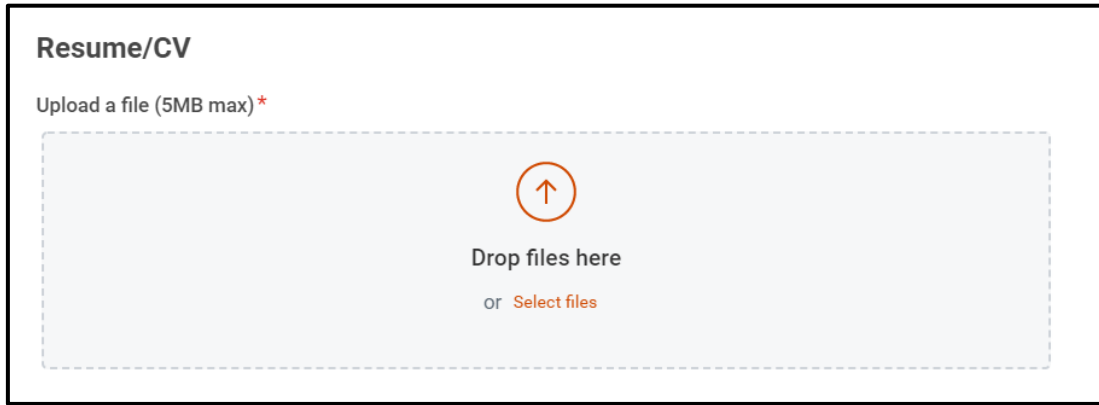 Resume/CV
Upload a file (5MB max)*
Drop files here
or Select files